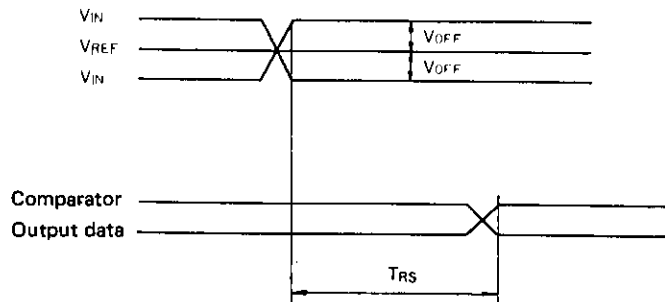 VIN
VREF
VIN
VOFF
VOFF
Comparator
Output data
TRS